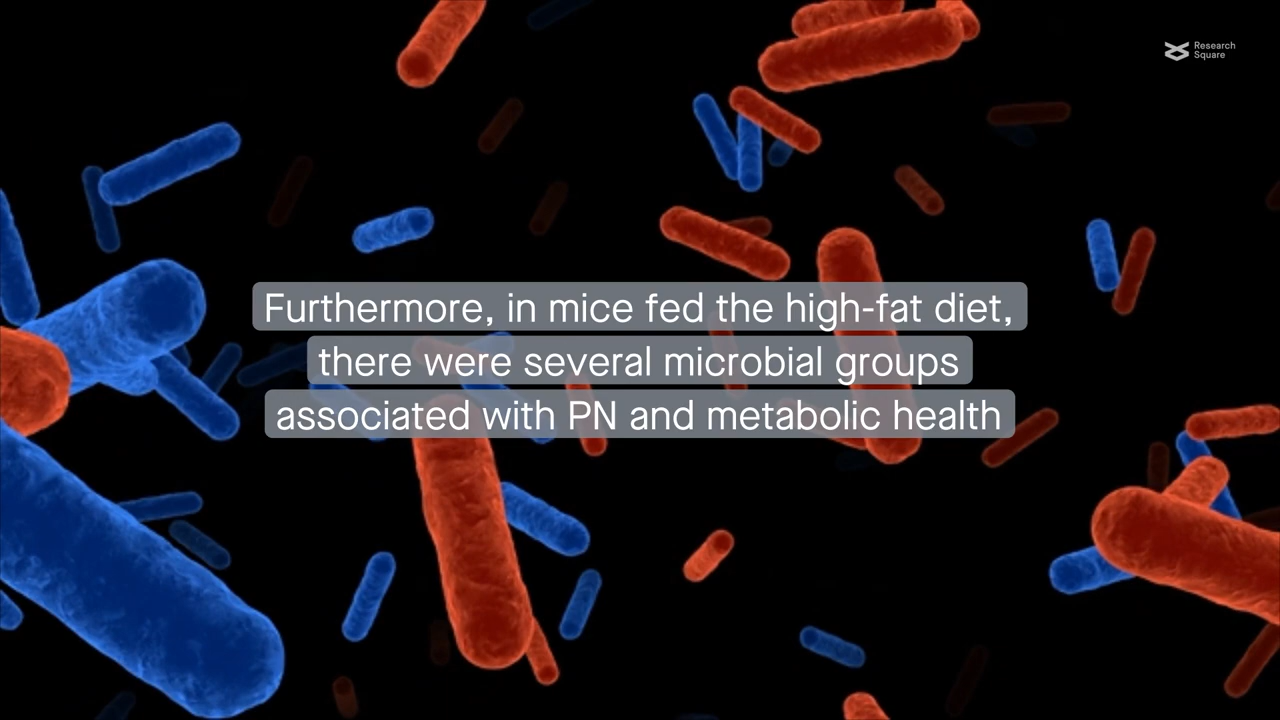 Research
Square
Furthermore, in mice fed the high-fat diet,
there were several microbial groups
associated with PN and metabolic health